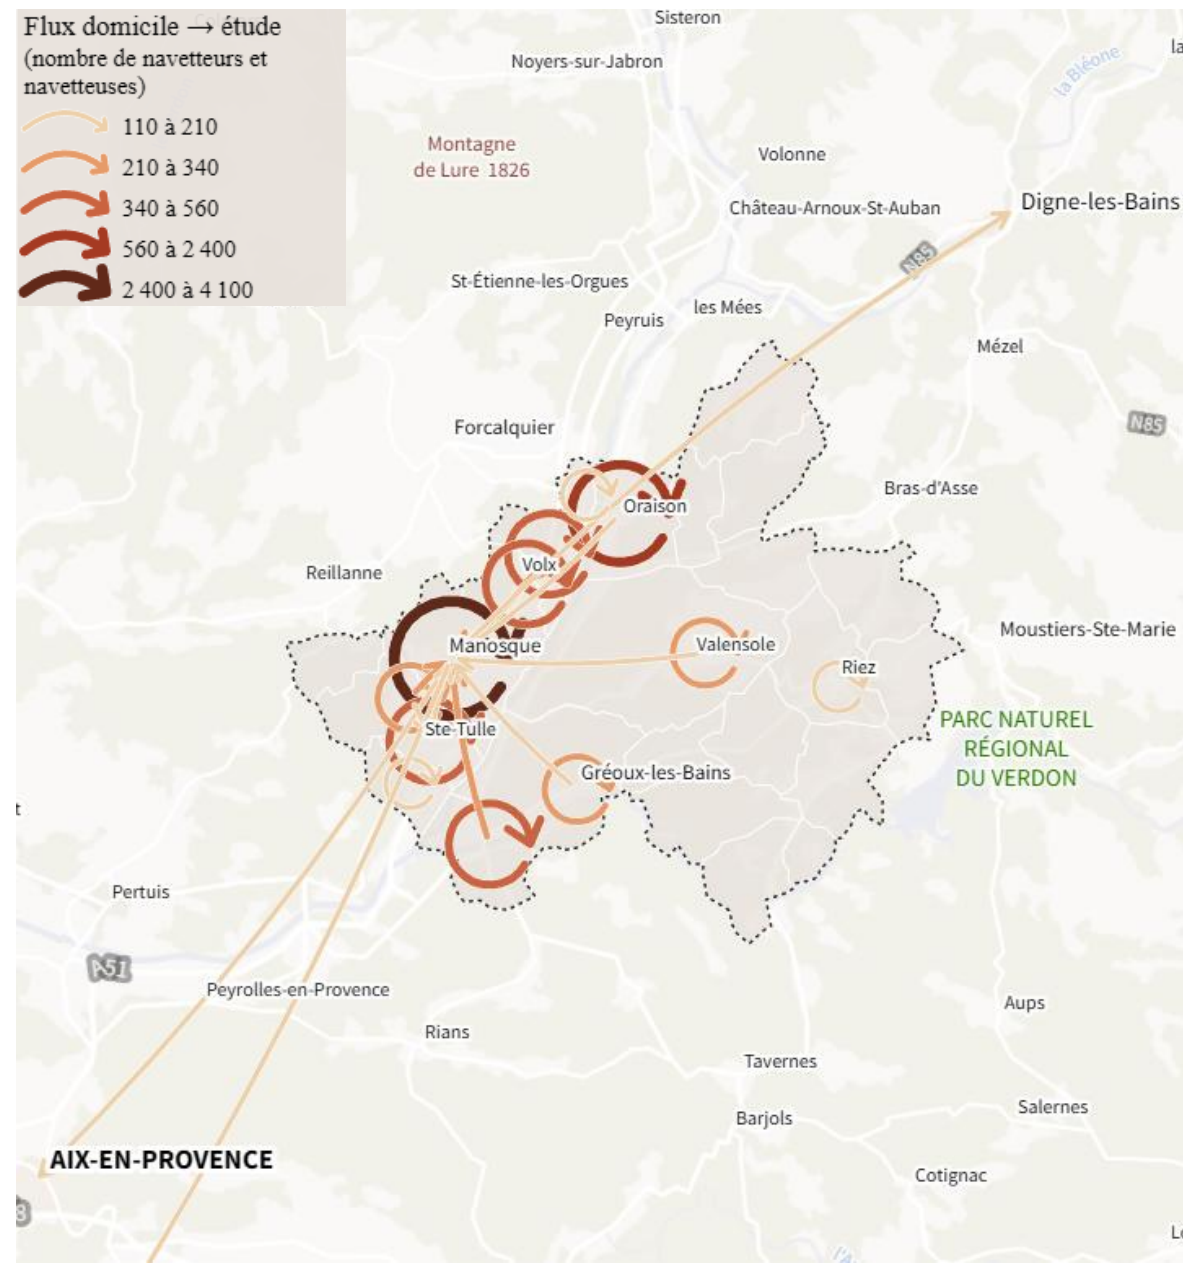 Flux domicile → étude
(nombre de navetteurs et
navetteuses)
110 à 210
210 à 340
340 à 560
560 à 2 400
2 400 à 4 100
Sisteron
Noyers-sur-Jabron
la Bléone
la
Montagne
de Lure 1826
Volonne
Château-Arnoux-St-Auban
Digne-les-Bains
N85
St-Étienne-les-Orgues
les Mées
Peyruis
Mézel
N85
Forcalquier
Bras-d'Asse
Oraison
Volx
Reillanne
Moustiers-Ste-Marie
Manosque
Valensole
Riez
Ste-Tulle
PARC NATUREL
RÉGIONAL
DU VERDON
Gréoux-les-Bains
t
Pertuis
A51
Peyrolles-en-Provence
Aups
Rians
Tavernes
Salernes
Barjols
AIX-EN-PROVENCE
Cotignac
8